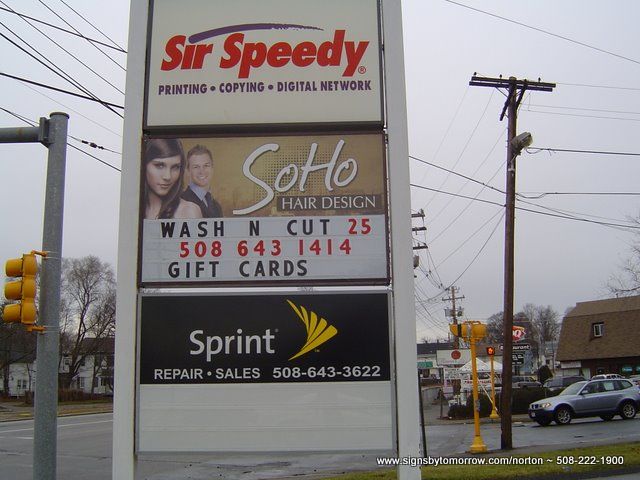 Sir Speedy®
PRINTING • COPYING • DIGITAL NETWORK
SoHo
HAIR DESIGN
WASH N CUT 25
508 643 1414
GIFT CARDS
Sprint
REPAIR • SALES 508-643-3622
www.signsbytomorrow.com/norton ~ 508-222-1900